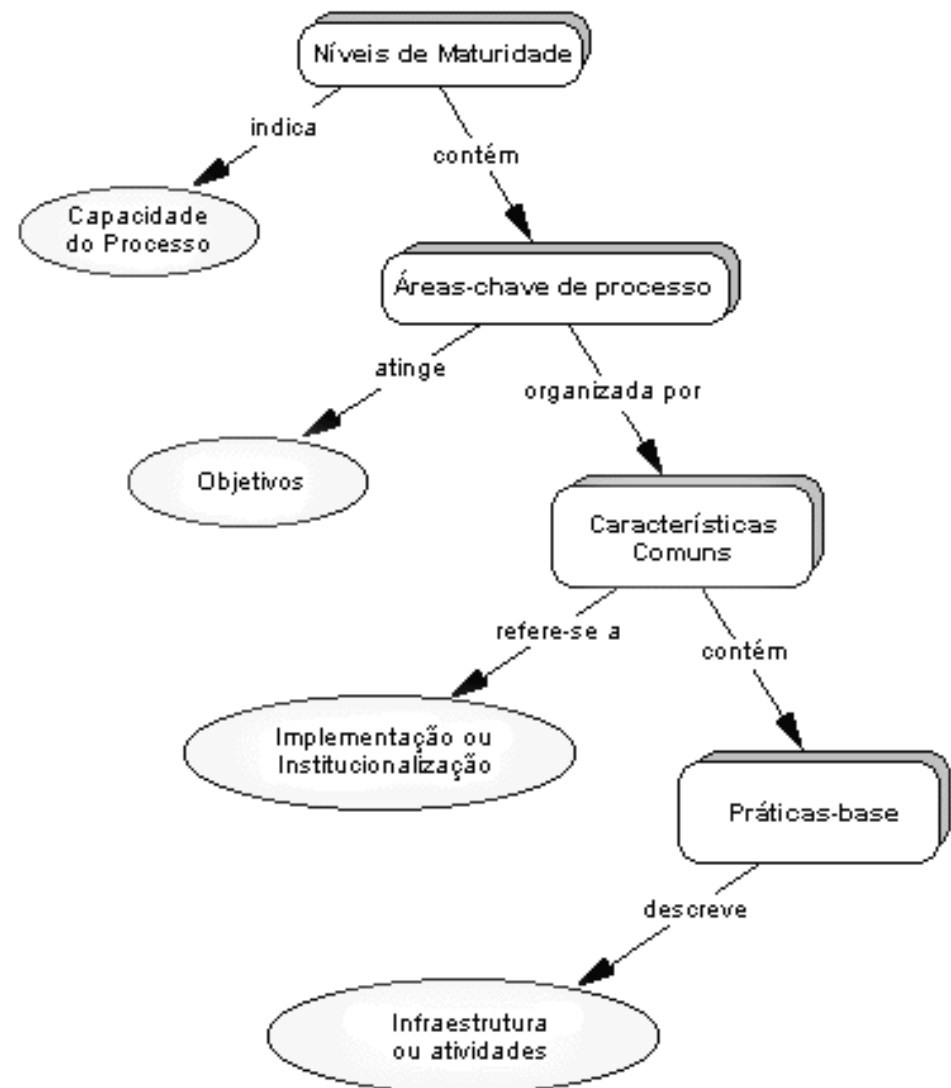 Níveis de Maturidade
indica
contém
Capacidade
do Processo
Áreas-chave de processo
atinge
organizada por
Objetivos
Características
Comuns
refere-se a
contém
Implementação ou
Institucionalização
Práticas-base
descreve
Infraestrutura
ou atividades